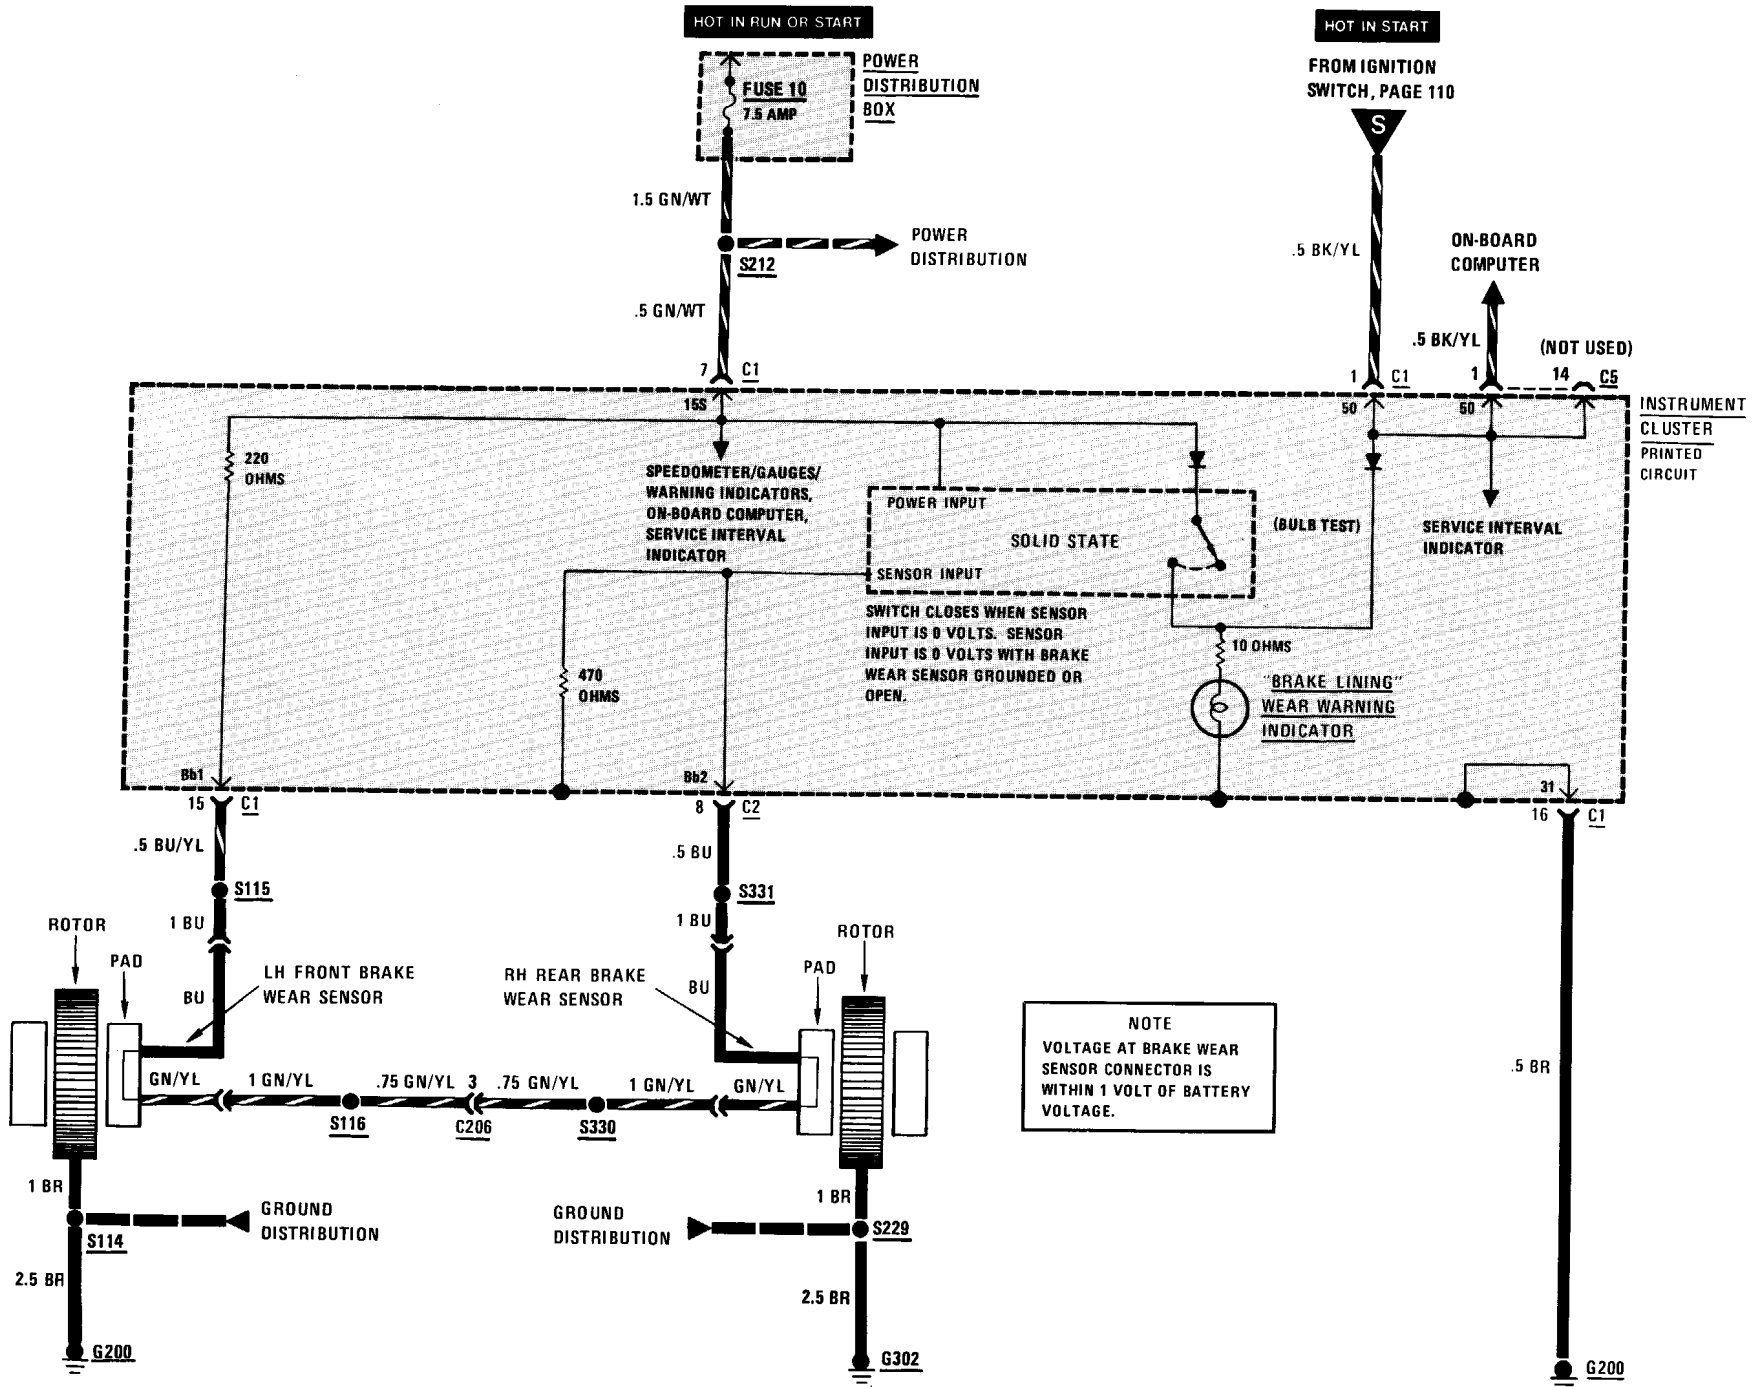 HOT IN RUN OR START
HOT IN START
POWER
DISTRIBUTION
BOX
FUSE 10
7.5 AMP
FROM IGNITION
SWITCH, PAGE 110
S
1.5 GN/WT
S212
POWER
DISTRIBUTION
.5 GN/WT
.5 BK/YL
ON-BOARD
COMPUTER
.5 BK/YL
(NOT USED)
7 C1
1 C1
1
14 C5
15S
50
50
INSTRUMENT
CLUSTER
PRINTED
CIRCUIT
220
OHMS
SPEEDOMETER/GAUGES/
WARNING INDICATORS,
ON-BOARD COMPUTER,
SERVICE INTERVAL
INDICATOR
POWER INPUT
SOLID STATE
SENSOR INPUT
(BULB TEST)
SERVICE INTERVAL
INDICATOR
SWITCH CLOSES WHEN SENSOR
INPUT IS 0 VOLTS. SENSOR
INPUT IS 0 VOLTS WITH BRAKE
WEAR SENSOR GROUNDED OR
OPEN.
10 OHMS
470
OHMS
"BRAKE LINING"
WEAR WARNING
INDICATOR
Bb1
15 C1
Bb2
8 C2
31
16 C1
.5 BU/YL
S115
1 BU
.5 BU
S331
1 BU
ROTOR
PAD
BU
LH FRONT BRAKE
WEAR SENSOR
RH REAR BRAKE
WEAR SENSOR
BU
PAD
ROTOR
GN/YL
1 GN/YL
S116
.75 GN/YL
3
C206
.75 GN/YL
S330
1 GN/YL
GN/YL
NOTE
VOLTAGE AT BRAKE WEAR
SENSOR CONNECTOR IS
WITHIN 1 VOLT OF BATTERY
VOLTAGE.
.5 BR
1 BR
S114
GROUND
DISTRIBUTION
2.5 BR
G200
1 BR
GROUND
DISTRIBUTION
S229
2.5 BR
G302
G200